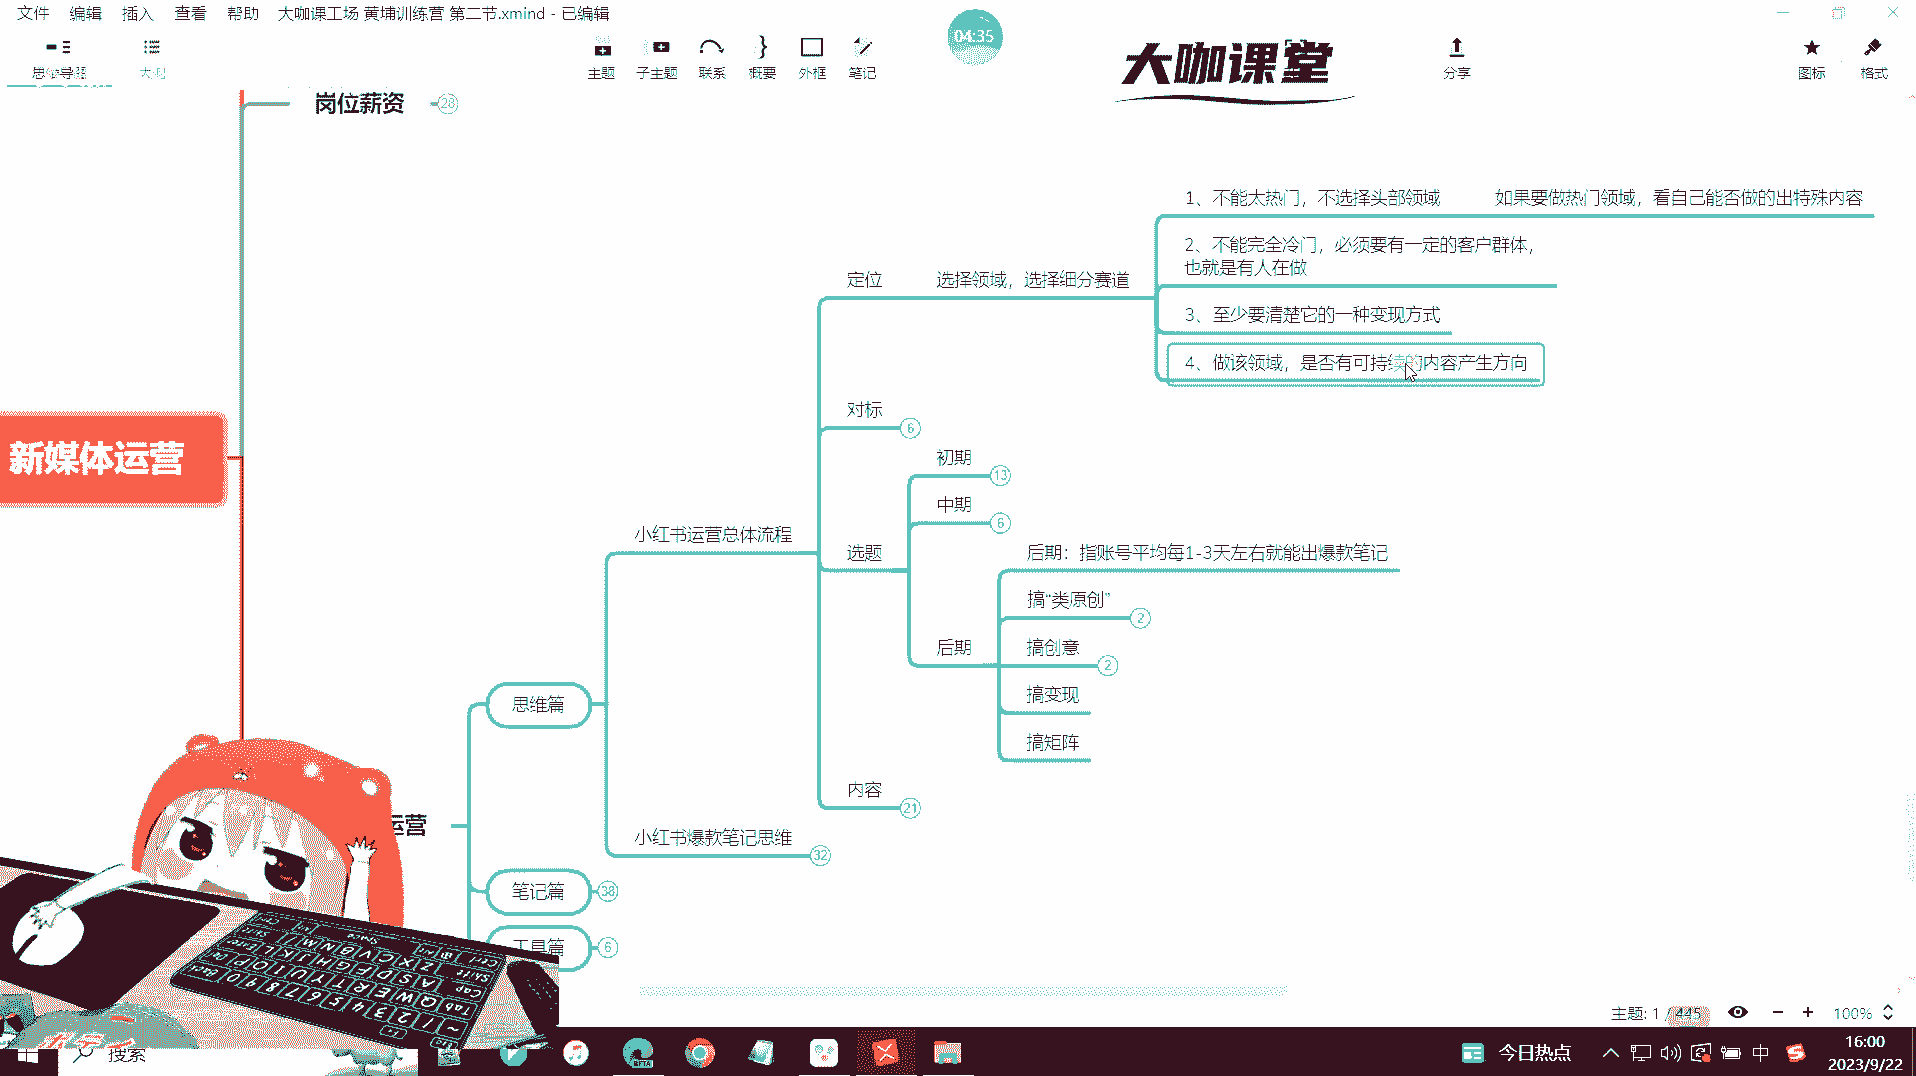 文件 编辑 插入 查看 帮助 大咖课工场 黄埔训练营 第二节.xmind - 已编辑
思维导图 大纲 主题 子主题 联系 概要 外框 笔记 04:35 大咖课堂 分享 图标 格式
岗位薪资 28
1、不能太热门，不选择头部领域 如果要做热门领域，看自己能否做的出特殊内容
2、不能完全冷门，必须要有一定的客户群体，
也就是有人在做
定位 选择领域，选择细分赛道
3、至少要清楚它的一种变现方式
4、做该领域，是否有可持续的内容产生方向
对标 6
新媒体运营
初期 13
中期 6
小红书运营总体流程
选题
后期：指账号平均每1-3天左右就能出爆款笔记
搞“类原创” 2
后期
搞创意 2
搞变现
搞矩阵
思维篇
内容 21
运营
小红书爆款笔记思维 32
笔记篇 38
工具篇 6
主题: 1 / 445 100%
搜索 今日热点 中 16:00
2023/9/22